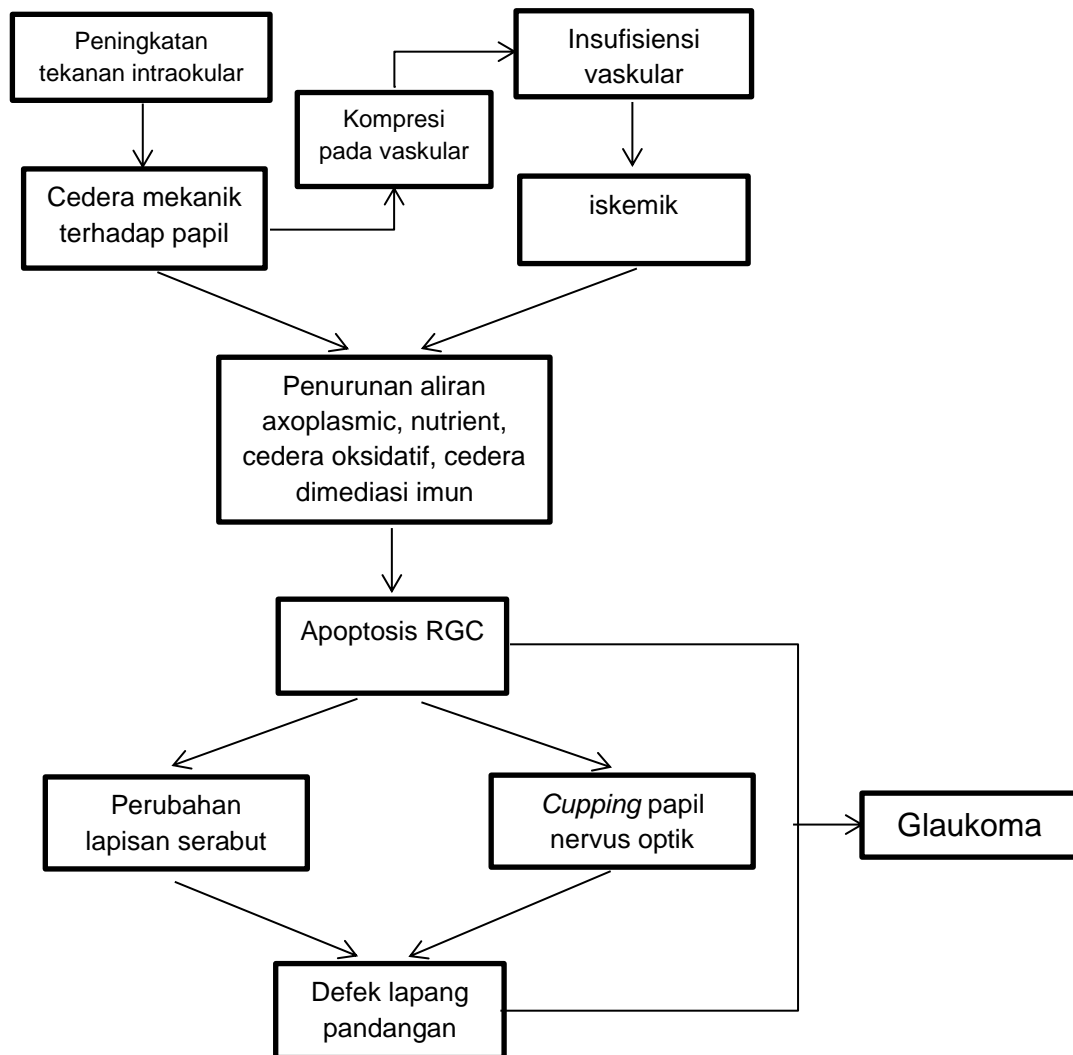 Peningkatan
tekanan intraokular
Insufisiensi
vaskular
Kompresi
pada vaskular
Cedera mekanik
terhadap papil
iskemik
Penurunan aliran
axoplasmic, nutrient,
cedera oksidatif, cedera
dimediasi imun
Apoptosis RGC
Perubahan
lapisan serabut
Cupping papil
nervus optik
Glaukoma
Defek lapang
pandangan